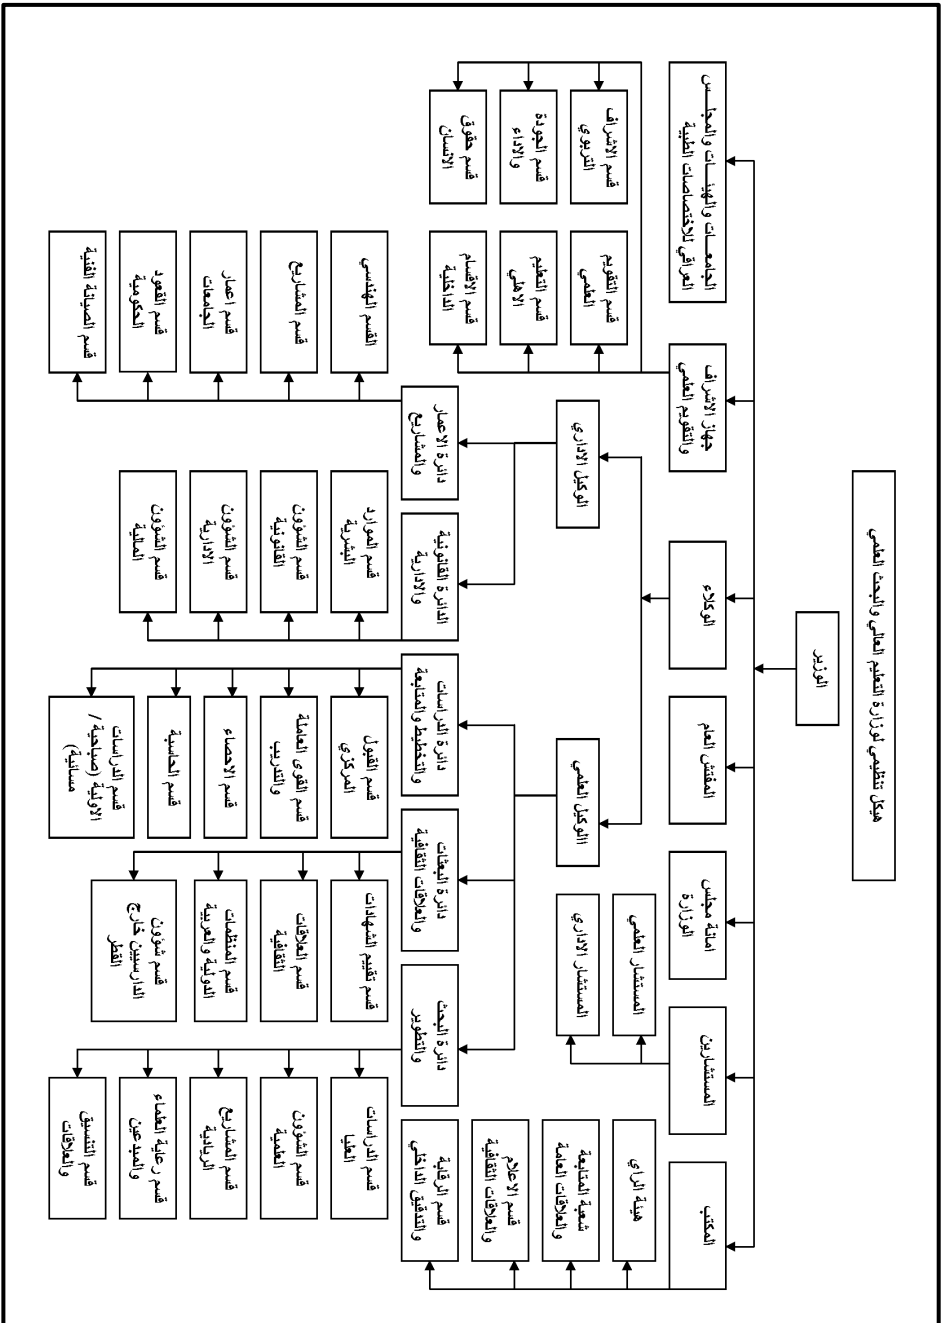 هيكل تنظيمي لوزارة التعليم العالي والبحث العلمي
الوزير
المكتب
المستشارين
امانة مجلس
الوزارة
المفتش العام
الوكلاء
جهاز الاشراف
والتقويم العلمي
الجامعـــات والهيئـــات والمجلـــس
العراقي للاختصاصات الطبية
هيئة الراي
شعبة المتابعة
والعلاقات العامة
قسم الاعلام
والعلاقات الثقافية
قسم الرقابة
والتدقيق الداخلي
المستشار العلمي
المستشار الاداري
االوكيل العلمي
الوكيل الاداري
قسم التقويم
العلمي
قسم التعليم
الاهلي
قسم الاقسام
الداخلية
قسم الاشراف
التربوي
قسم الجودة
والاداء
قسم حقوق
الانسان
دائرة البحث
والتطوير
دائرة البعثات
والعلاقات الثقافية
دائرة الدراسات
والتخطيط والمتابعة
الدائرة القانونية
والادارية
دائرة الاعمار
والمشاريع
قسم الدراسات
العليا
قسم الشؤون
العلمية
قسم المشاريع
الريادية
قسم رعاية العلماء
والمبدعين
قسم التنسيق
والعلاقات
قسم تقييم الشهادات
قسم العلاقات
الثقافية
قسم المنظمات
الدولية والعربية
قسم شؤون
الدارسيين خارج
القطر
قسم القبول
المركزي
قسم القوى العاملة
والتدريب
قسم الاحصاء
قسم الحاسبة
قسم الدراسات
الاولية (صباحية /
مسائية)
قسم الموارد
البشرية
قسم الشؤون
القانونية
قسم الشؤون
الادارية
قسم الشؤون
المالية
القسم الهندسي
قسم المشاريع
قسم اعمار
الجامعات
قسم العقود
الحكومية
قسم الصيانة الفنية